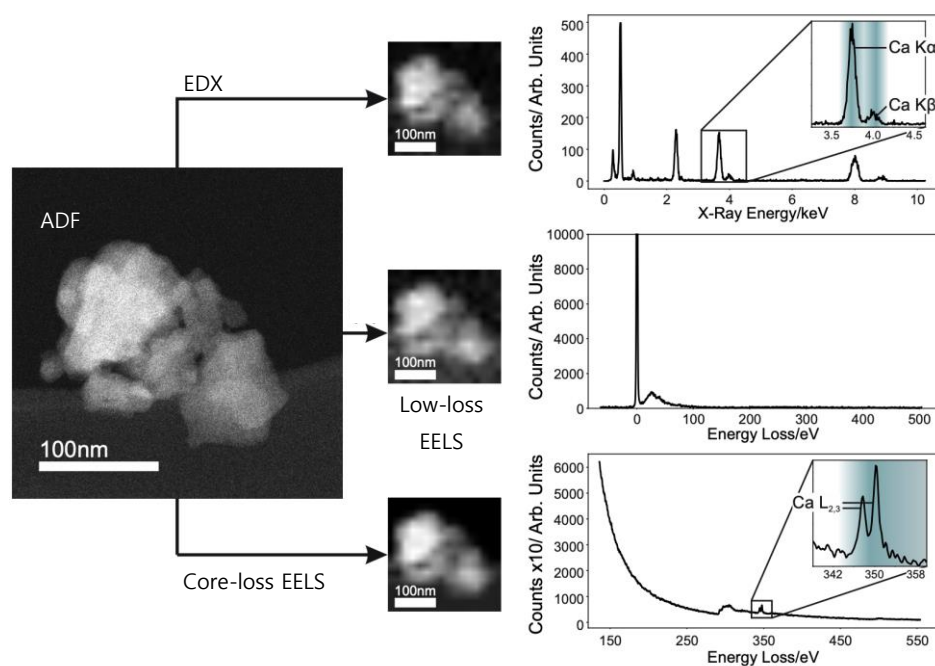 EDX
ADF
100nm
Low-loss
EELS
Core-loss EELS
100nm
100nm
100nm
Counts/ Arb. Units
500
400
300
200
100
0
0 2 4 6 8 10
X-Ray Energy/keV
Ca Kα
Ca Kβ
3.5 4.0 4.5
Counts/ Arb. Units
10000
8000
6000
4000
2000
0
0 100 200 300 400 500
Energy Loss/eV
Counts x10/ Arb. Units
6000
5000
4000
3000
2000
1000
0
150 250 350 450 550
Energy Loss/eV
Ca L2,3
342 350 358